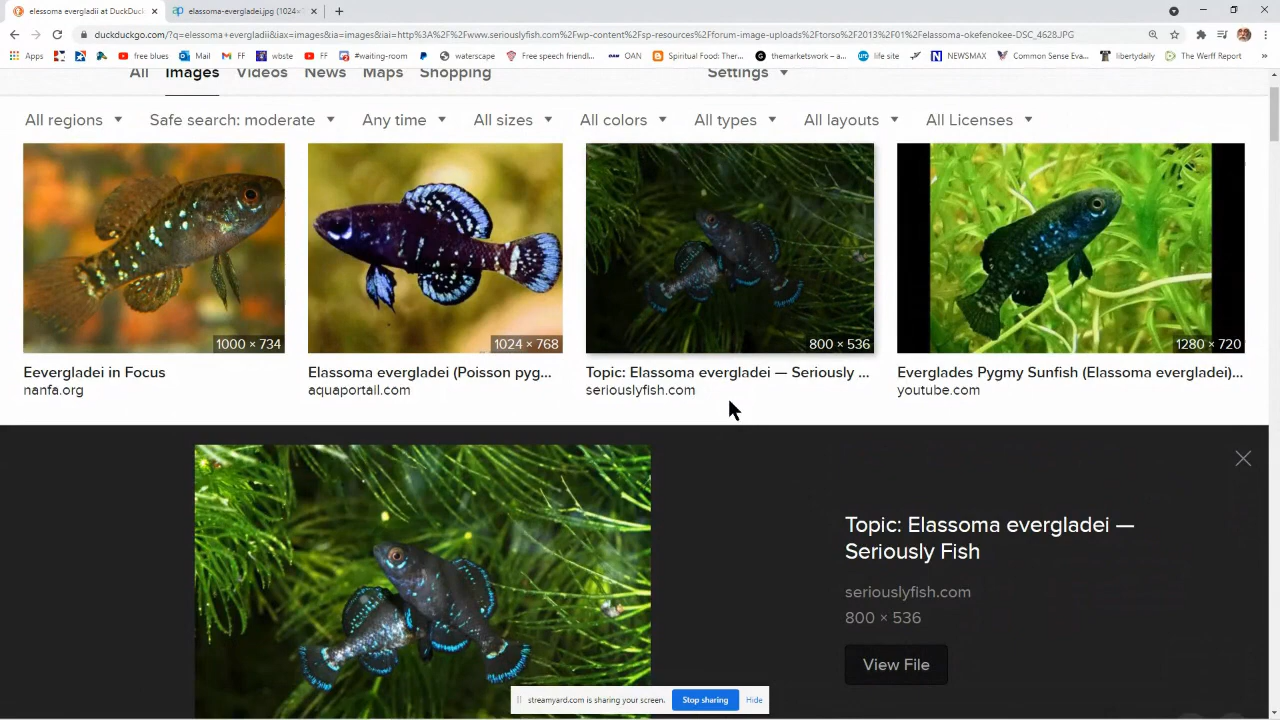 elessoma evergladii at DuckDuc
elassoma-evergladei.jpg (1024×
duckduckgo.com/?q=elessoma+evergladii&iax=images&ia=images&iai=http%3A%2F%2Fwww.seriouslyfish.com%2Fwp-content%2Fsp-resources%2Fforum-image-uploads%2Ftorso%2F2013%2F01%2Felassoma-okefenokee-DSC_4628JPG
Apps
free blues
Mail
FF
wbste
FF
#waiting-room
waterscape
Free speech friendl...
OAN
Spiritual Food: Ther...
themarketswork – a...
life site
NEWSMAX
Common Sense Eva...
libertydaily
The Werff Report
»
All Images Videos News Maps Shopping Settings
All regions Safe search: moderate Any time All sizes All colors All types All layouts All Licenses
1000 × 734
1024 × 768
800 × 536
1280 × 720
Eevergladei in Focus
nanfa.org
Elassoma evergladei (Poisson pyg...
aquaportail.com
Topic: Elassoma evergladei — Seriously ...
seriouslyfish.com
Everglades Pygmy Sunfish (Elassoma evergladei)...
youtube.com
Topic: Elassoma evergladei —
Seriously Fish
seriouslyfish.com
800 × 536
View File
streamyard.com is sharing your screen. Stop sharing Hide